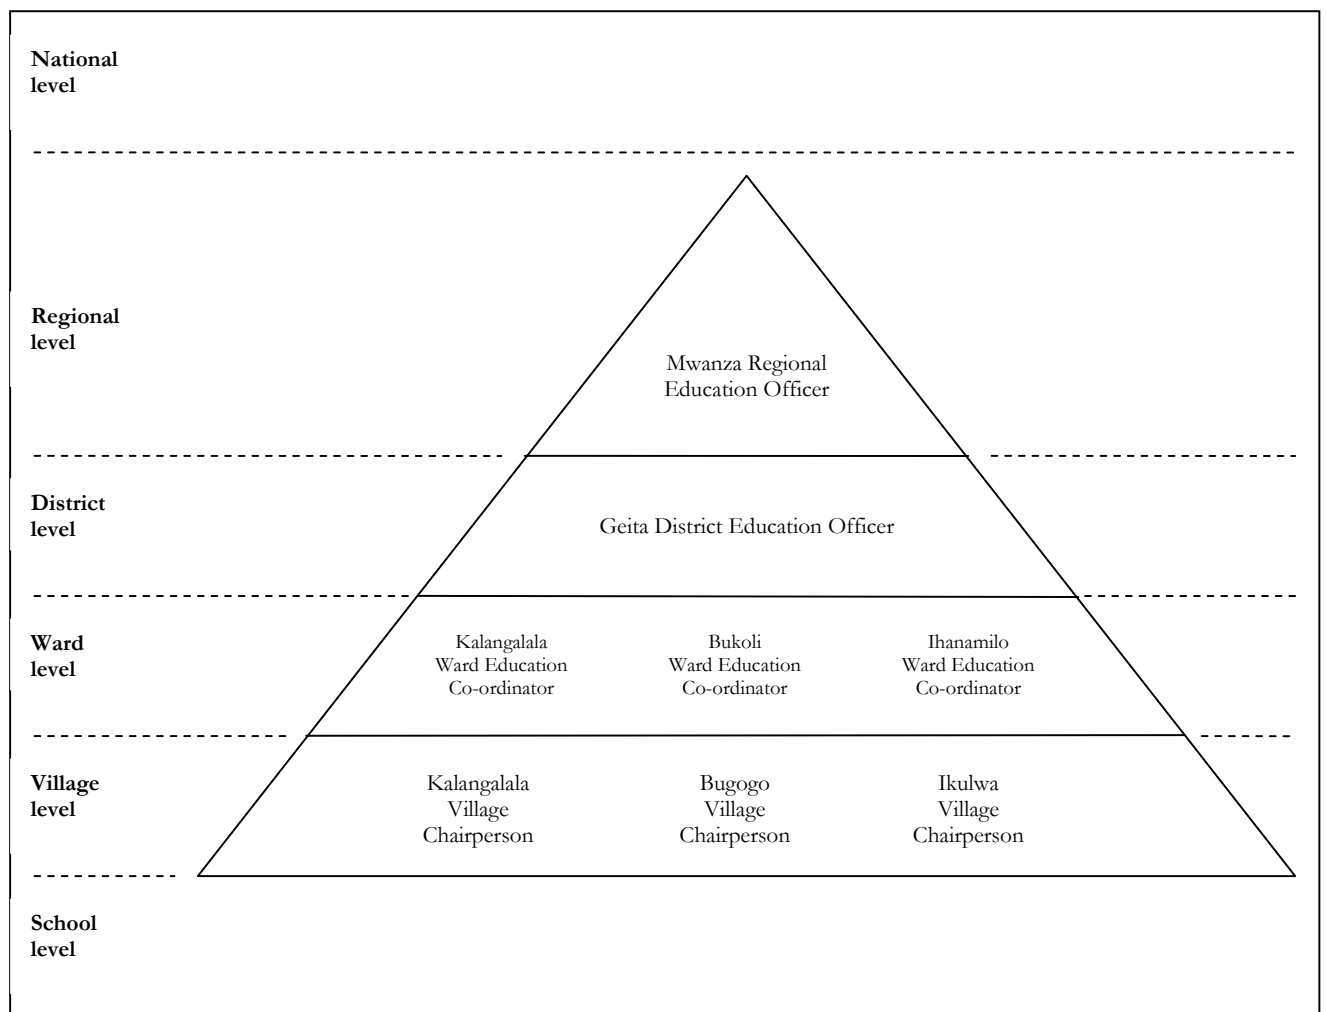 National
level
Regional
level
Mwanza Regional
Education Officer
District
level
Geita District Education Officer
Ward
level
Kalangalala
Ward Education
Co-ordinator
Bukoli
Ward Education
Co-ordinator
Ihanamilo
Ward Education
Co-ordinator
Village
level
Kalangalala
Village
Chairperson
Bugogo
Village
Chairperson
Ikulwa
Village
Chairperson
School
level